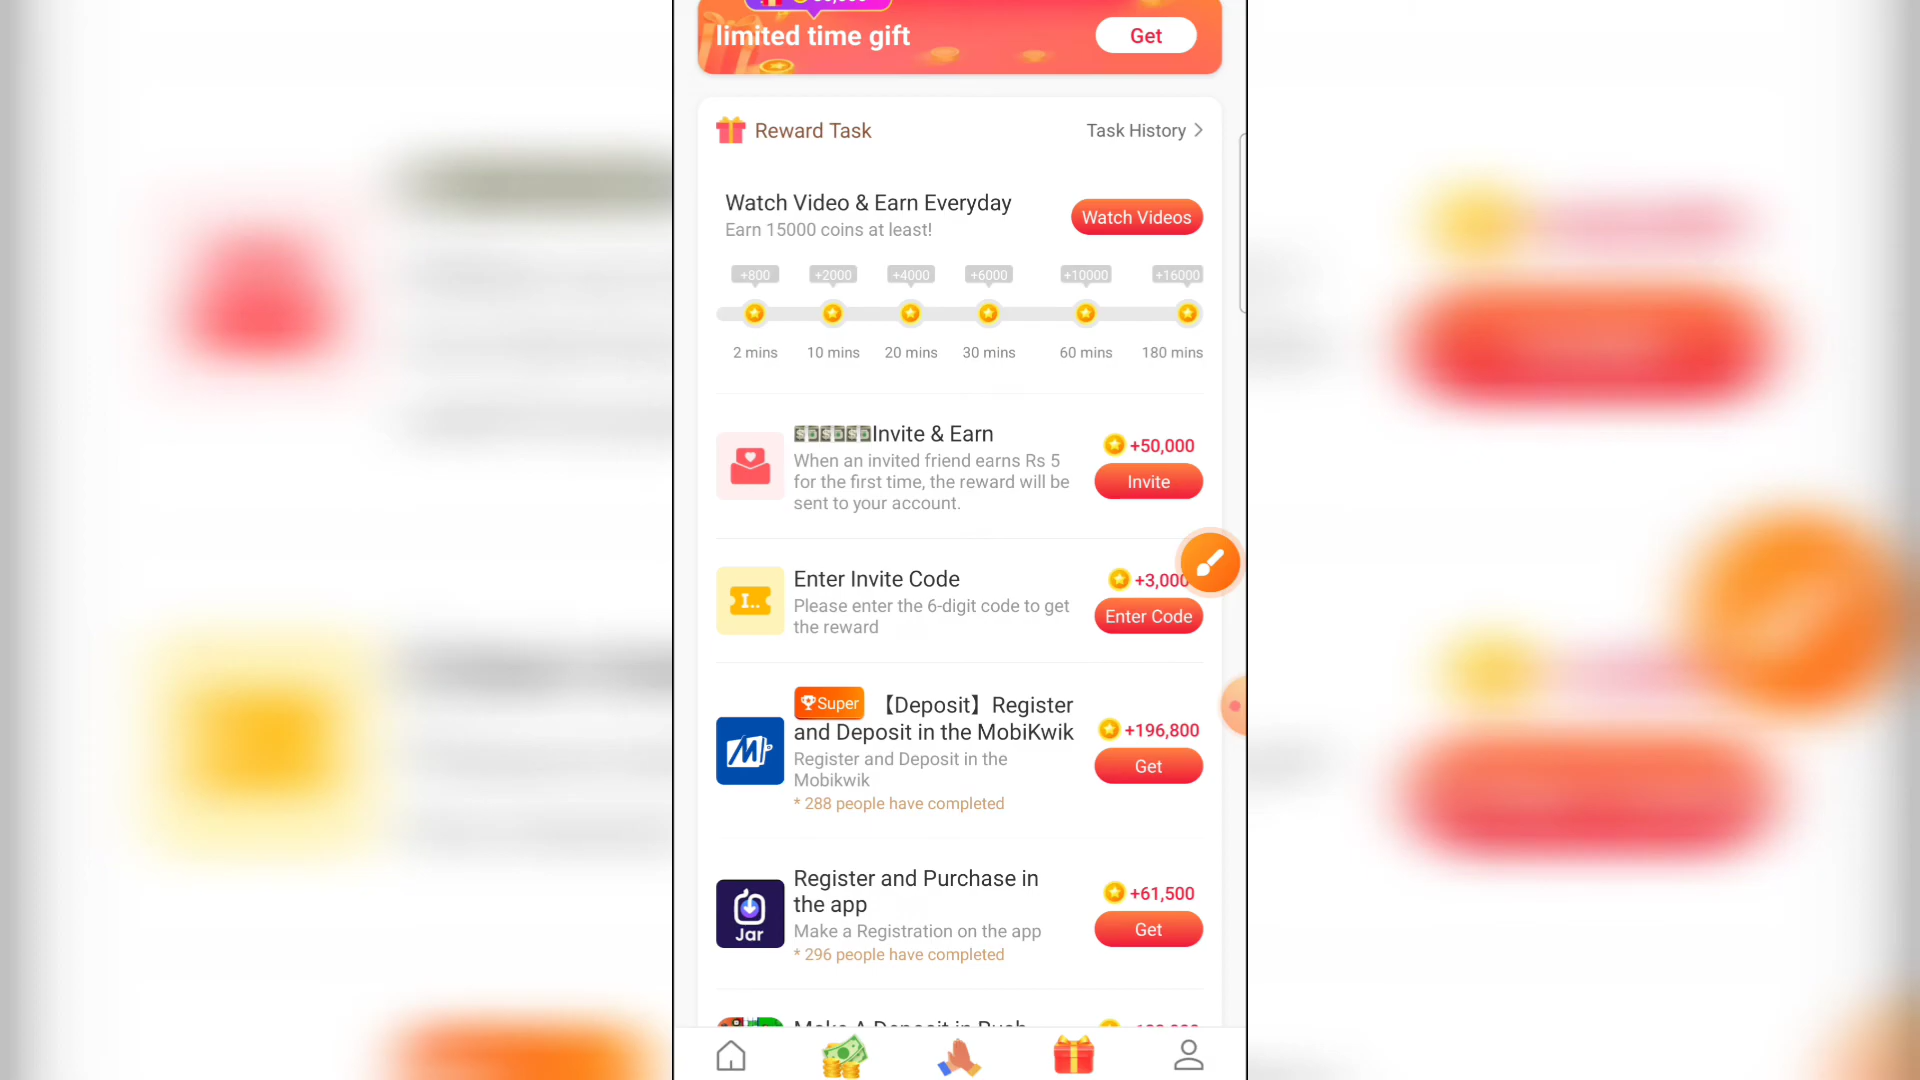 limited time gift
Get
Reward Task
Task History
Watch Video & Earn Everyday
Earn 15000 coins at least!
Watch Videos
+800 +2000 +4000 +6000 +10000 +16000
2 mins 10 mins 20 mins 30 mins 60 mins 180 mins
Invite & Earn
When an invited friend earns Rs 5
for the first time, the reward will be
sent to your account.
+50,000
Invite
Enter Invite Code
Please enter the 6-digit code to get
the reward
+3,000
Enter Code
Super 【Deposit】Register
and Deposit in the MobiKwik
Register and Deposit in the
Mobikwik
* 288 people have completed
+196,800
Get
Jar
Register and Purchase in
the app
Make a Registration on the app
* 296 people have completed
+61,500
Get
Make A Deposit in Rush